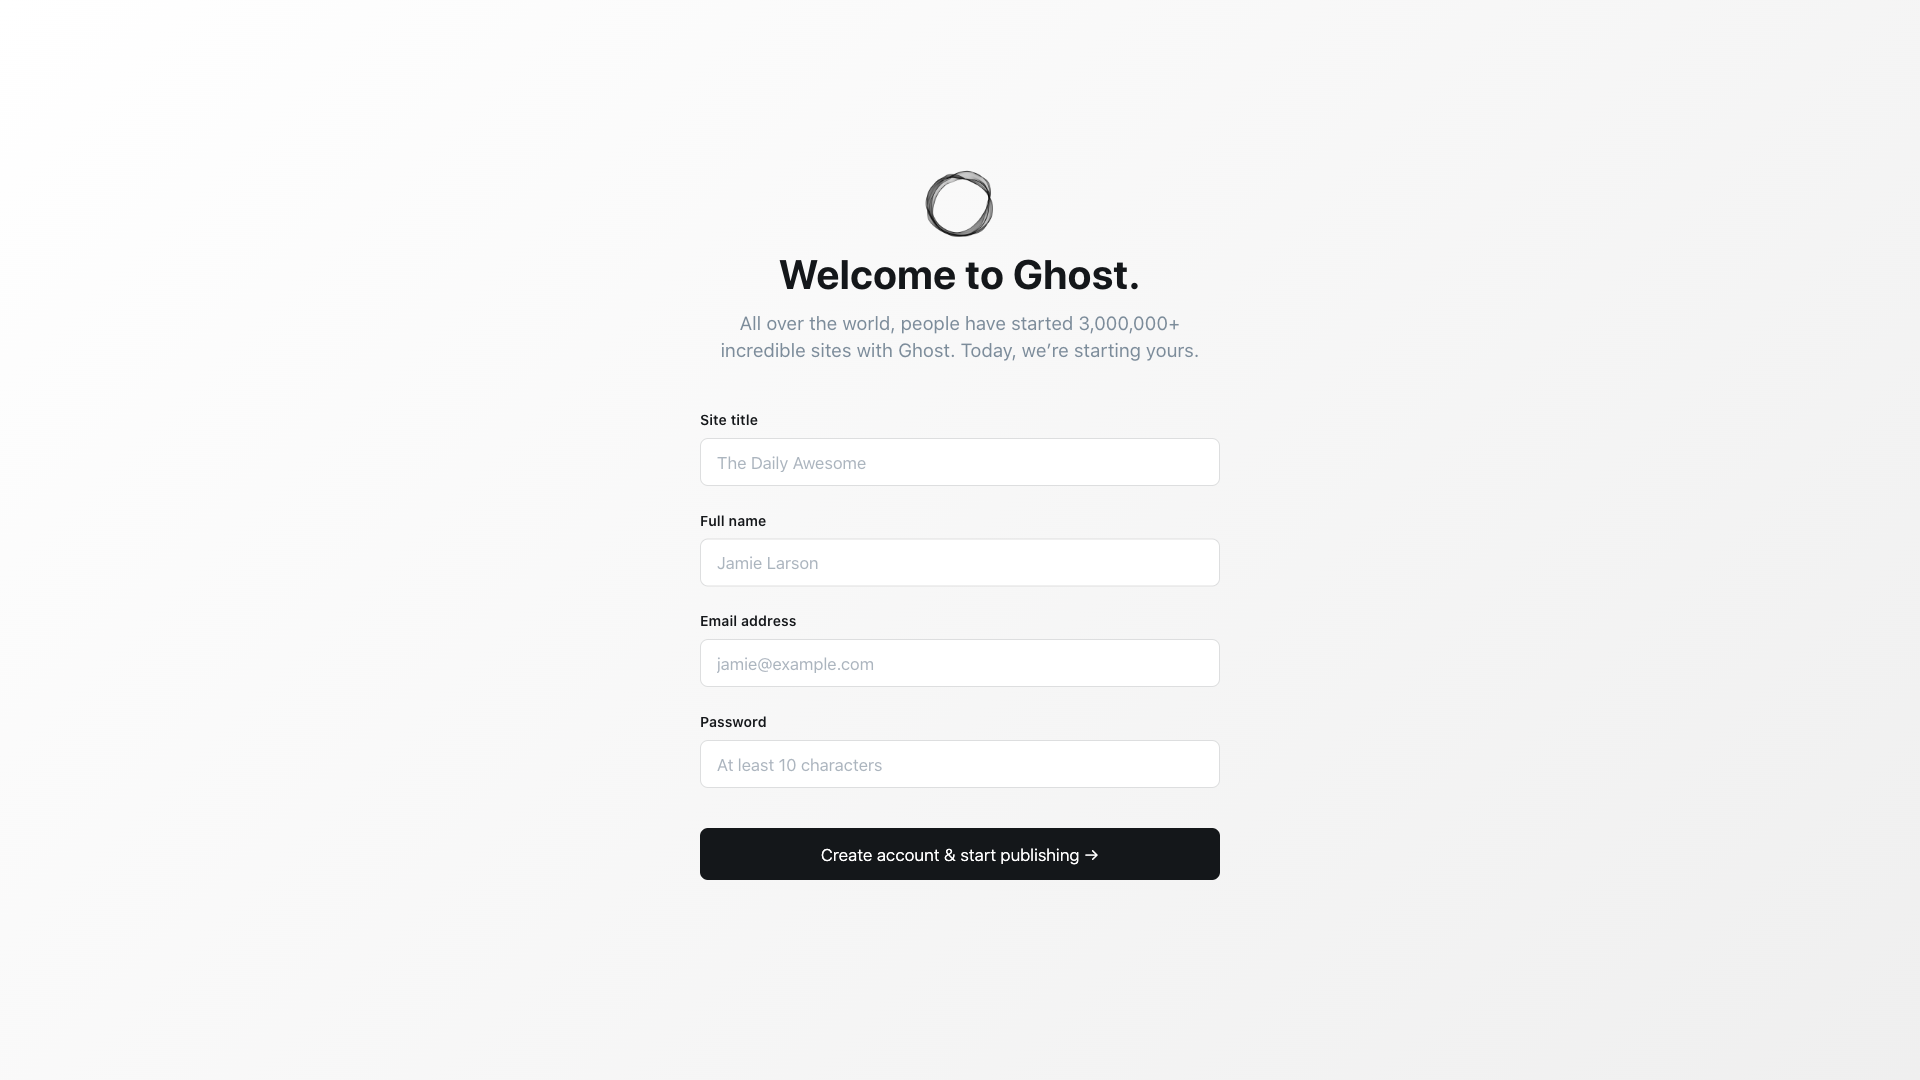 Welcome to Ghost.
All over the world, people have started 3,000,000+
incredible sites with Ghost. Today, we’re starting yours.
Site title
The Daily Awesome
Full name
Jamie Larson
Email address
jamie@example.com
Password
At least 10 characters
Create account & start publishing →